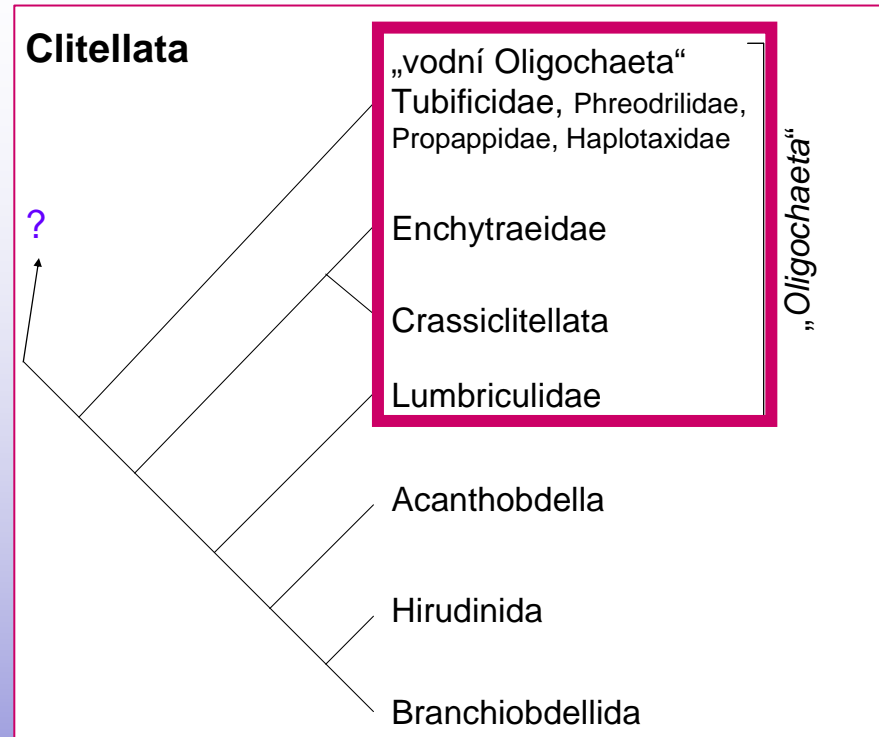 Clitellata
„vodní Oligochaeta“
Tubificidae, Phreodrilidae,
Propappidae, Haplotaxidae
„Oligochaeta“
?
Enchytraeidae
Crassiclitellata
Lumbriculidae
Acanthobdella
Hirudinida
Branchiobdellida